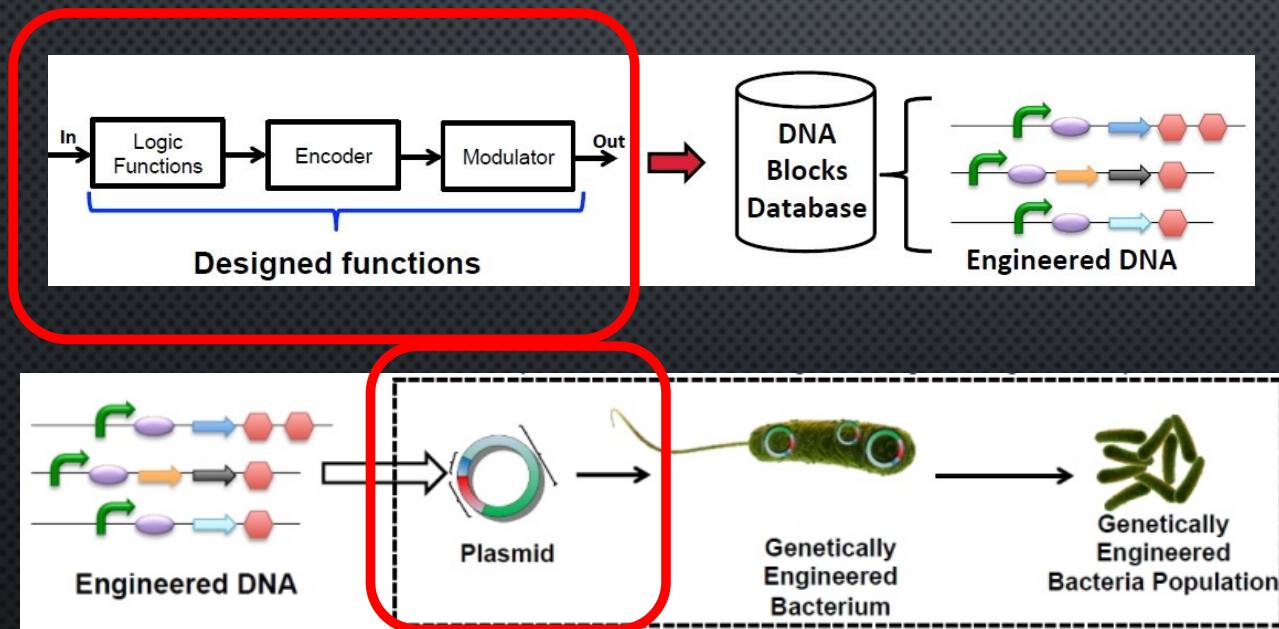 In
Logic
Functions
Encoder
Modulator
Out
Designed functions
DNA
Blocks
Database
Engineered DNA
Engineered DNA
Plasmid
Genetically
Engineered
Bacterium
Genetically
Engineered
Bacteria Population